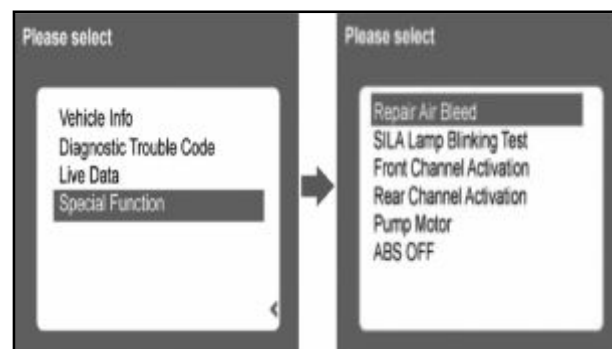 Please select
Vehicle Info
Diagnostic Trouble Code
Live Data
Special Function
Please select
Repair Air Bleed
SILA Lamp Blinking Test
Front Channel Activation
Rear Channel Activation
Pump Motor
ABS OFF